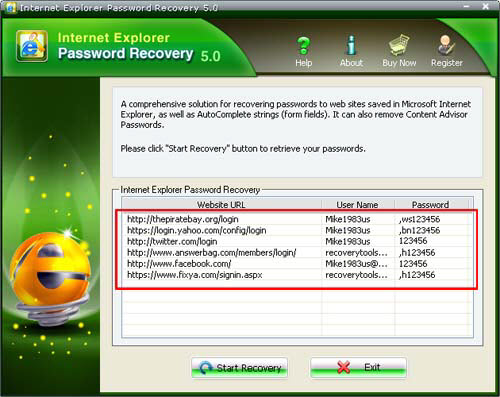 Internet Explorer Password Recovery 5.0
Internet Explorer
Password Recovery 5.0
Help
About
Buy Now
Register
A comprehensive solution for recovering passwords to web sites saved in Microsoft Internet
Explorer, as well as AutoComplete strings (form fields). It can also remove Content Advisor
Passwords.
Please click "Start Recovery" button to retrieve your passwords.
Internet Explorer Password Recovery
Website URL User Name Password
http://thepiratebay.org/login Mike1983us ,ws123456
https://login.yahoo.com/config/login Mike1983us ,bn123456
http://twitter.com/login Mike1983us 123456
http://www.answerbag.com/members/login/ recoverytools... ,h123456
http://www.facebook.com/ Mike1983us@... 123456
https://www.fixya.com/signin.aspx recoverytools... ,h123456
Start Recovery
Exit